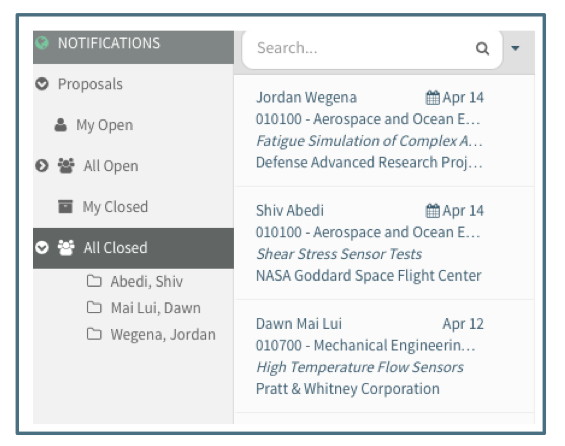 NOTIFICATIONS
Proposals
My Open
All Open
My Closed
All Closed
Abedi, Shiv
Mai Lui, Dawn
Wegena, Jordan
Search...
Jordan Wegena Apr 14
010100 - Aerospace and Ocean E...
Fatigue Simulation of Complex A...
Defense Advanced Research Proj...
Shiv Abedi Apr 14
010100 - Aerospace and Ocean E...
Shear Stress Sensor Tests
NASA Goddard Space Flight Center
Dawn Mai Lui Apr 12
010700 - Mechanical Engineerin...
High Temperature Flow Sensors
Pratt & Whitney Corporation